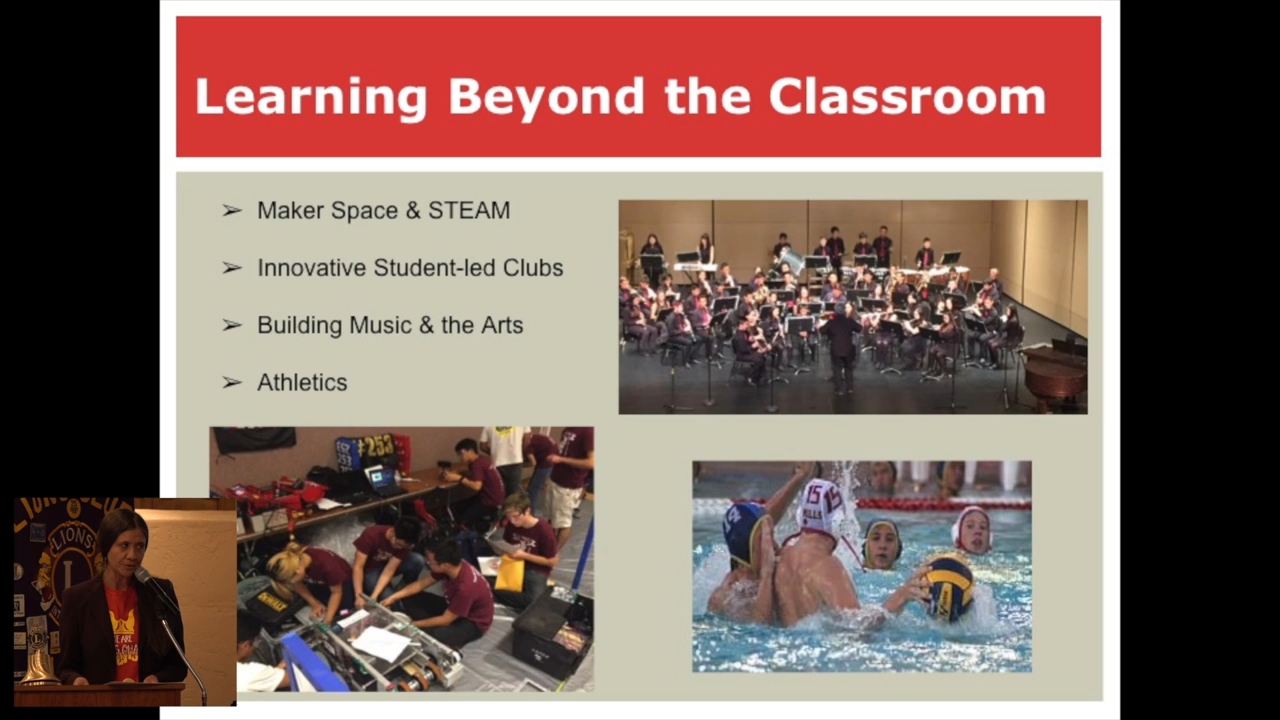 Learning Beyond the Classroom
➢ Maker Space & STEAM
➢ Innovative Student-led Clubs
➢ Building Music & the Arts
➢ Athletics
#253
15
LIONS
L